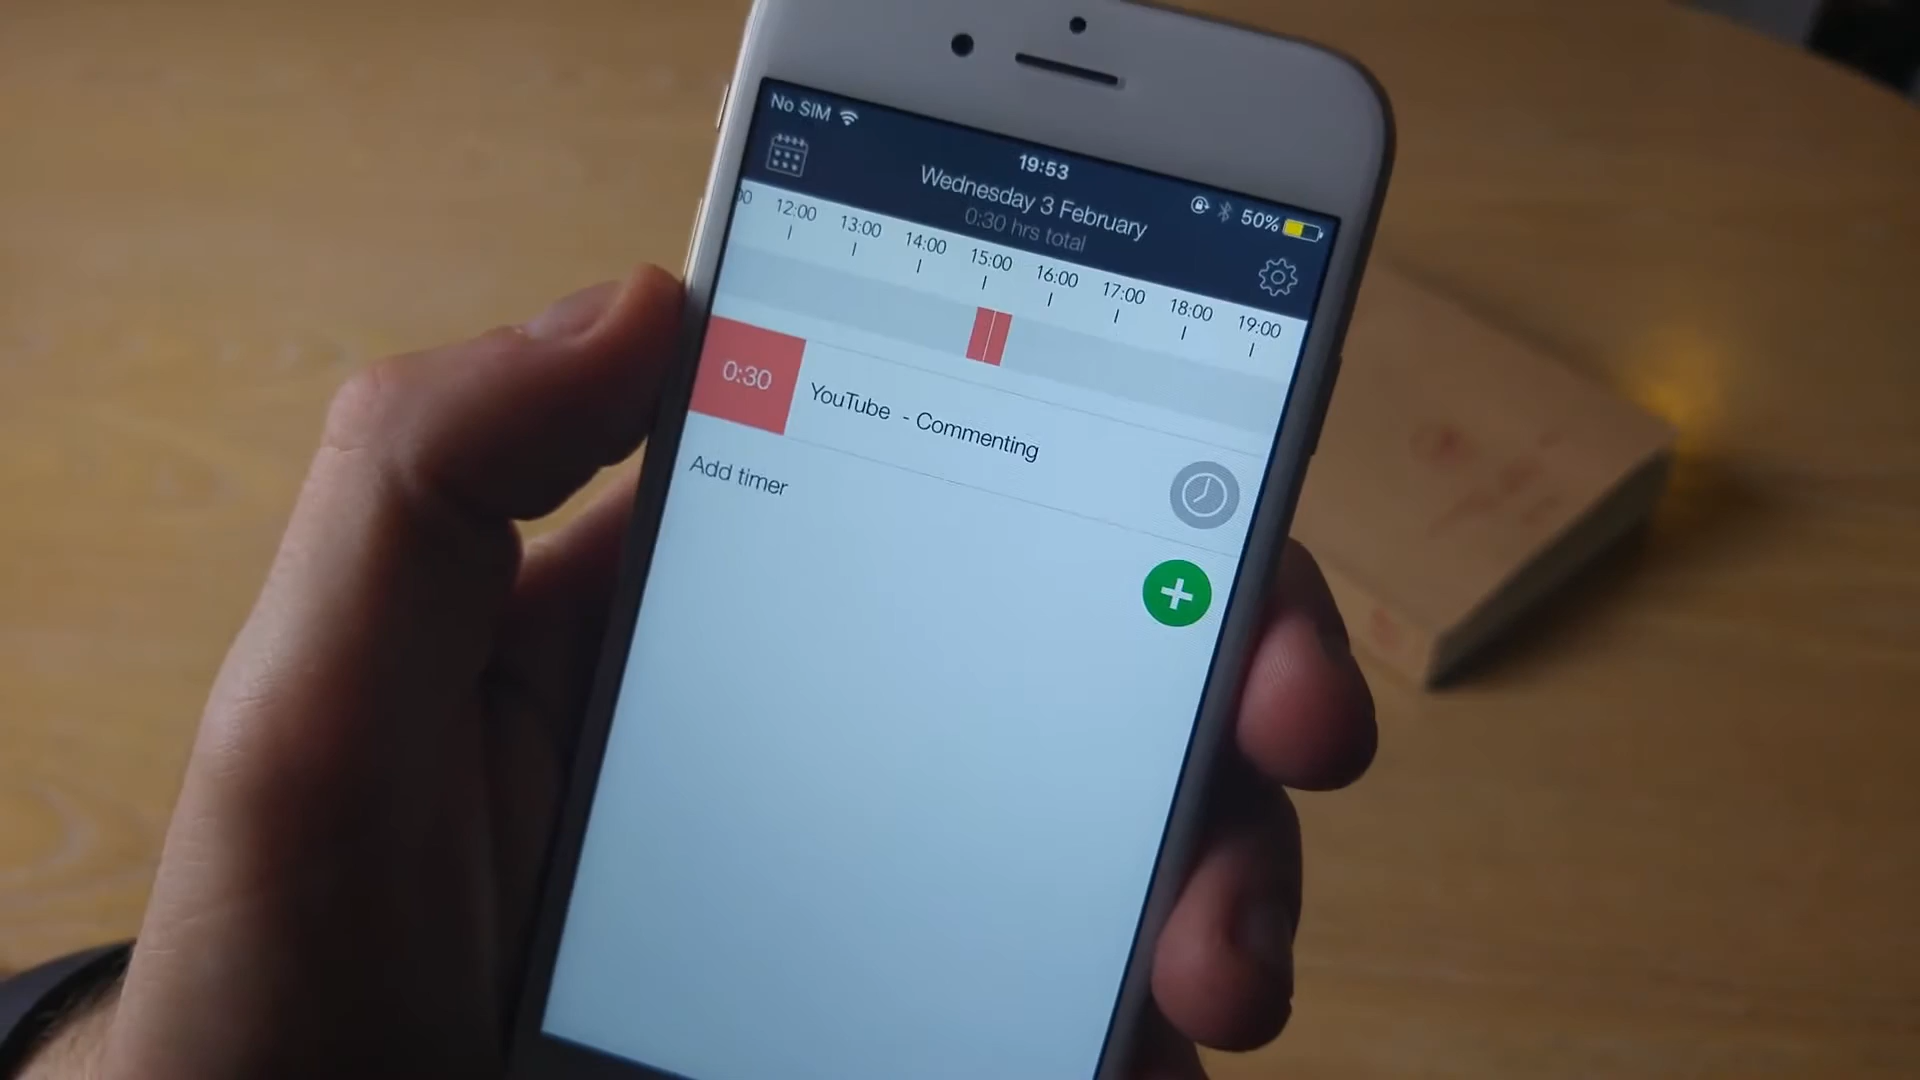 No SIM
19:53
50%
Wednesday 3 February
0:30 hrs total
00 12:00 13:00 14:00 15:00 16:00 17:00 18:00 19:00
0:30 YouTube - Commenting
Add timer